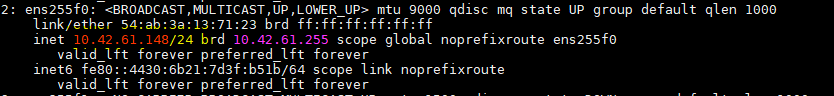 2: ens255f0: <BROADCAST,MULTICAST,UP,LOWER_UP> mtu 9000 qdisc mq state UP group default qlen 1000
link/ether 54:ab:3a:13:71:23 brd ff:ff:ff:ff:ff:ff
inet 10.42.61.148/24 brd 10.42.61.255 scope global noprefixroute ens255f0
valid_lft forever preferred_lft forever
inet6 fe80::4430:6b21:7d3f:b51b/64 scope link noprefixroute
valid_lft forever preferred_lft forever